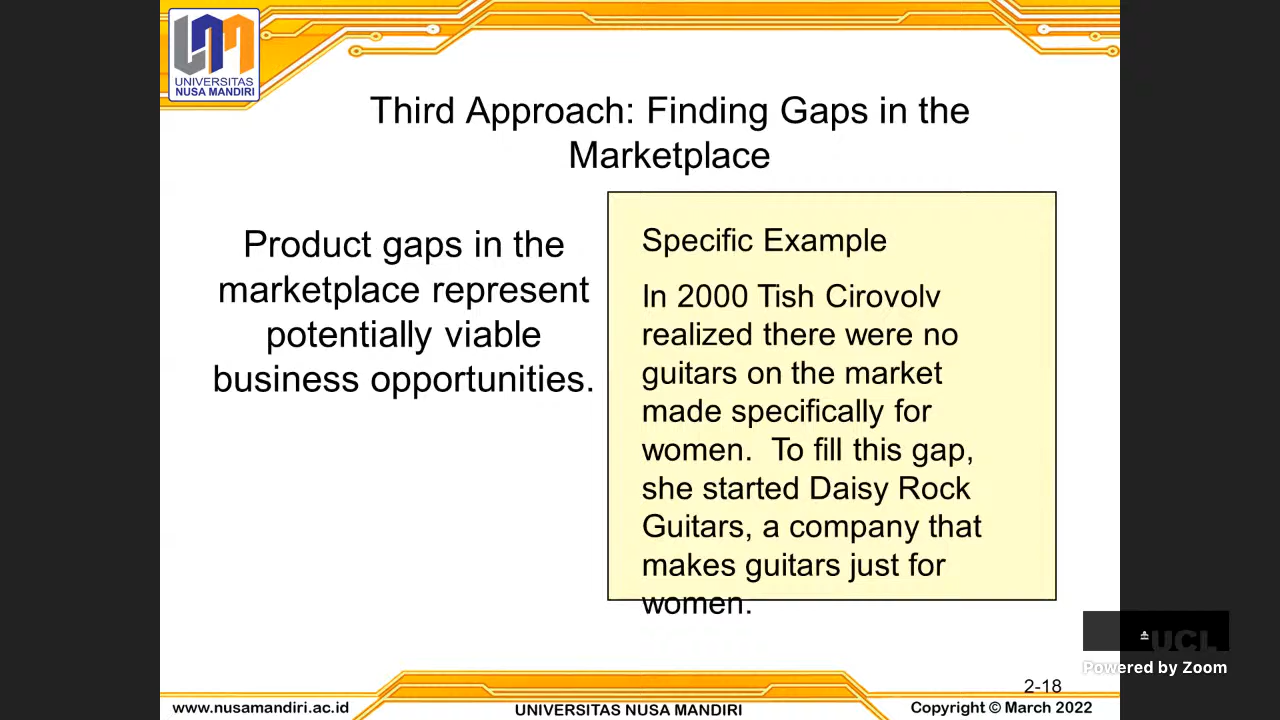 UNIVERSITAS
NUSA MANDIRI
Third Approach: Finding Gaps in the
Marketplace
Product gaps in the
marketplace represent
potentially viable
business opportunities.
Specific Example
In 2000 Tish Cirovolv
realized there were no
guitars on the market
made specifically for
women.  To fill this gap,
she started Daisy Rock
Guitars, a company that
makes guitars just for
women.
UCL
Powered by Zoom
2-18
www.nusamandiri.ac.id
UNIVERSITAS NUSA MANDIRI
Copyright © March 2022